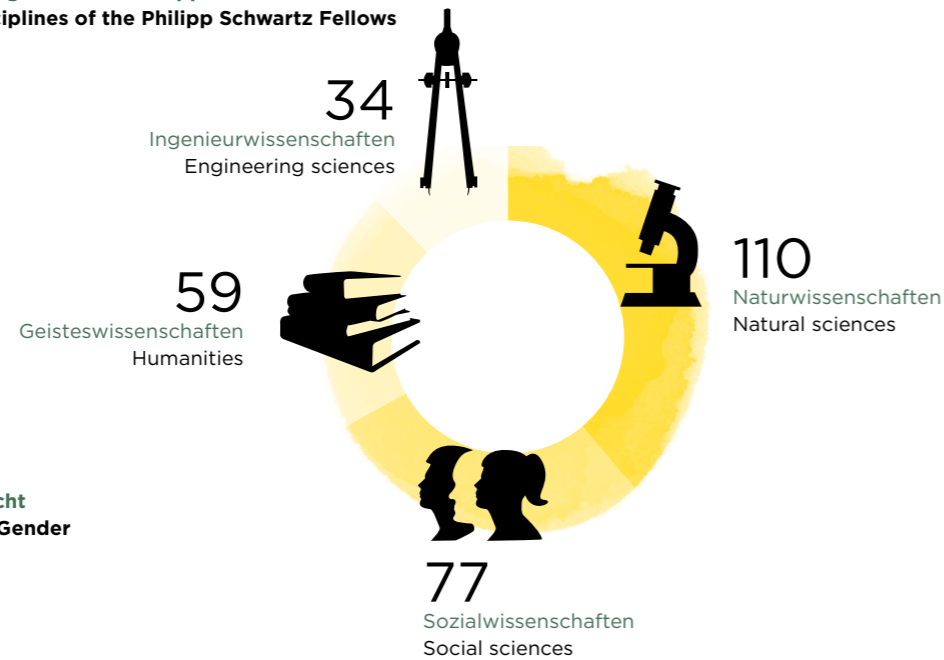 ciplines of the Philipp Schwartz Fellows
34
Ingenieurwissenschaften
Engineering sciences
110
Naturwissenschaften
Natural sciences
59
Geisteswissenschaften
Humanities
cht
Gender
77
Sozialwissenschaften
Social sciences